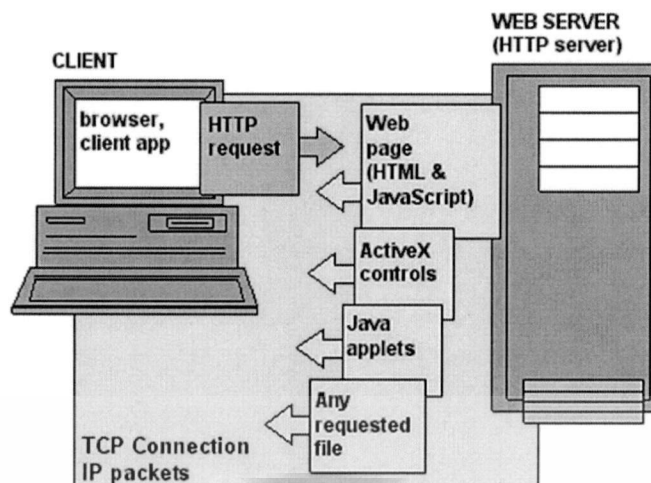 WEB SERVER
(HTTP server)
CLIENT
browser,
client app
HTTP
request
Web
page
(HTML &
JavaScript)
ActiveX
controls
Java
applets
Any
requested
file
TCP Connection
IP packets